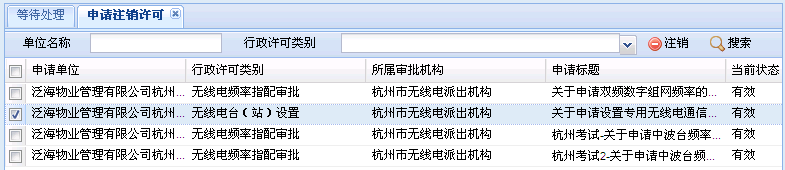 等待处理 申请注销许可
单位名称 行政许可类别 注销 搜索
申请单位 行政许可类别 所属审批机构 申请标题 当前状态
泛海物业管理有限公司杭州... 无线电频率指配审批 杭州市无线电派出机构 关于申请双频数字组网频率的... 有效
泛海物业管理有限公司杭州... 无线电台（站）设置 杭州市无线电派出机构 关于申请设置专用无线电通信... 有效
泛海物业管理有限公司杭州... 无线电频率指配审批 杭州市无线电派出机构 杭州考试-关于申请中波台频率... 有效
泛海物业管理有限公司杭州... 无线电频率指配审批 杭州市无线电派出机构 杭州考试2-关于申请中波台频... 有效